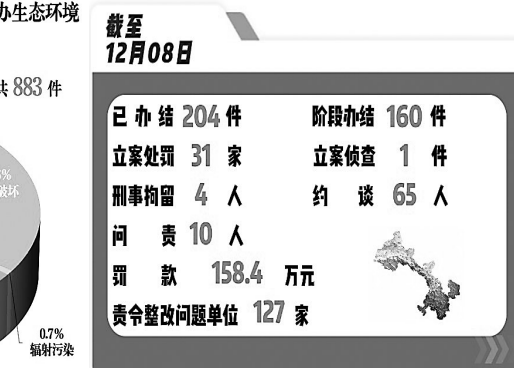 办生态环境
共 883 件
%
破坏
0.7%
辐射污染
截至
12月08日
已办结 204 件 阶段办结 160 件
立案处罚 31 家 立案侦查 1 件
刑事拘留 4 人 约谈 65 人
问责 10 人
罚款 158.4 万元
责令整改问题单位 127 家